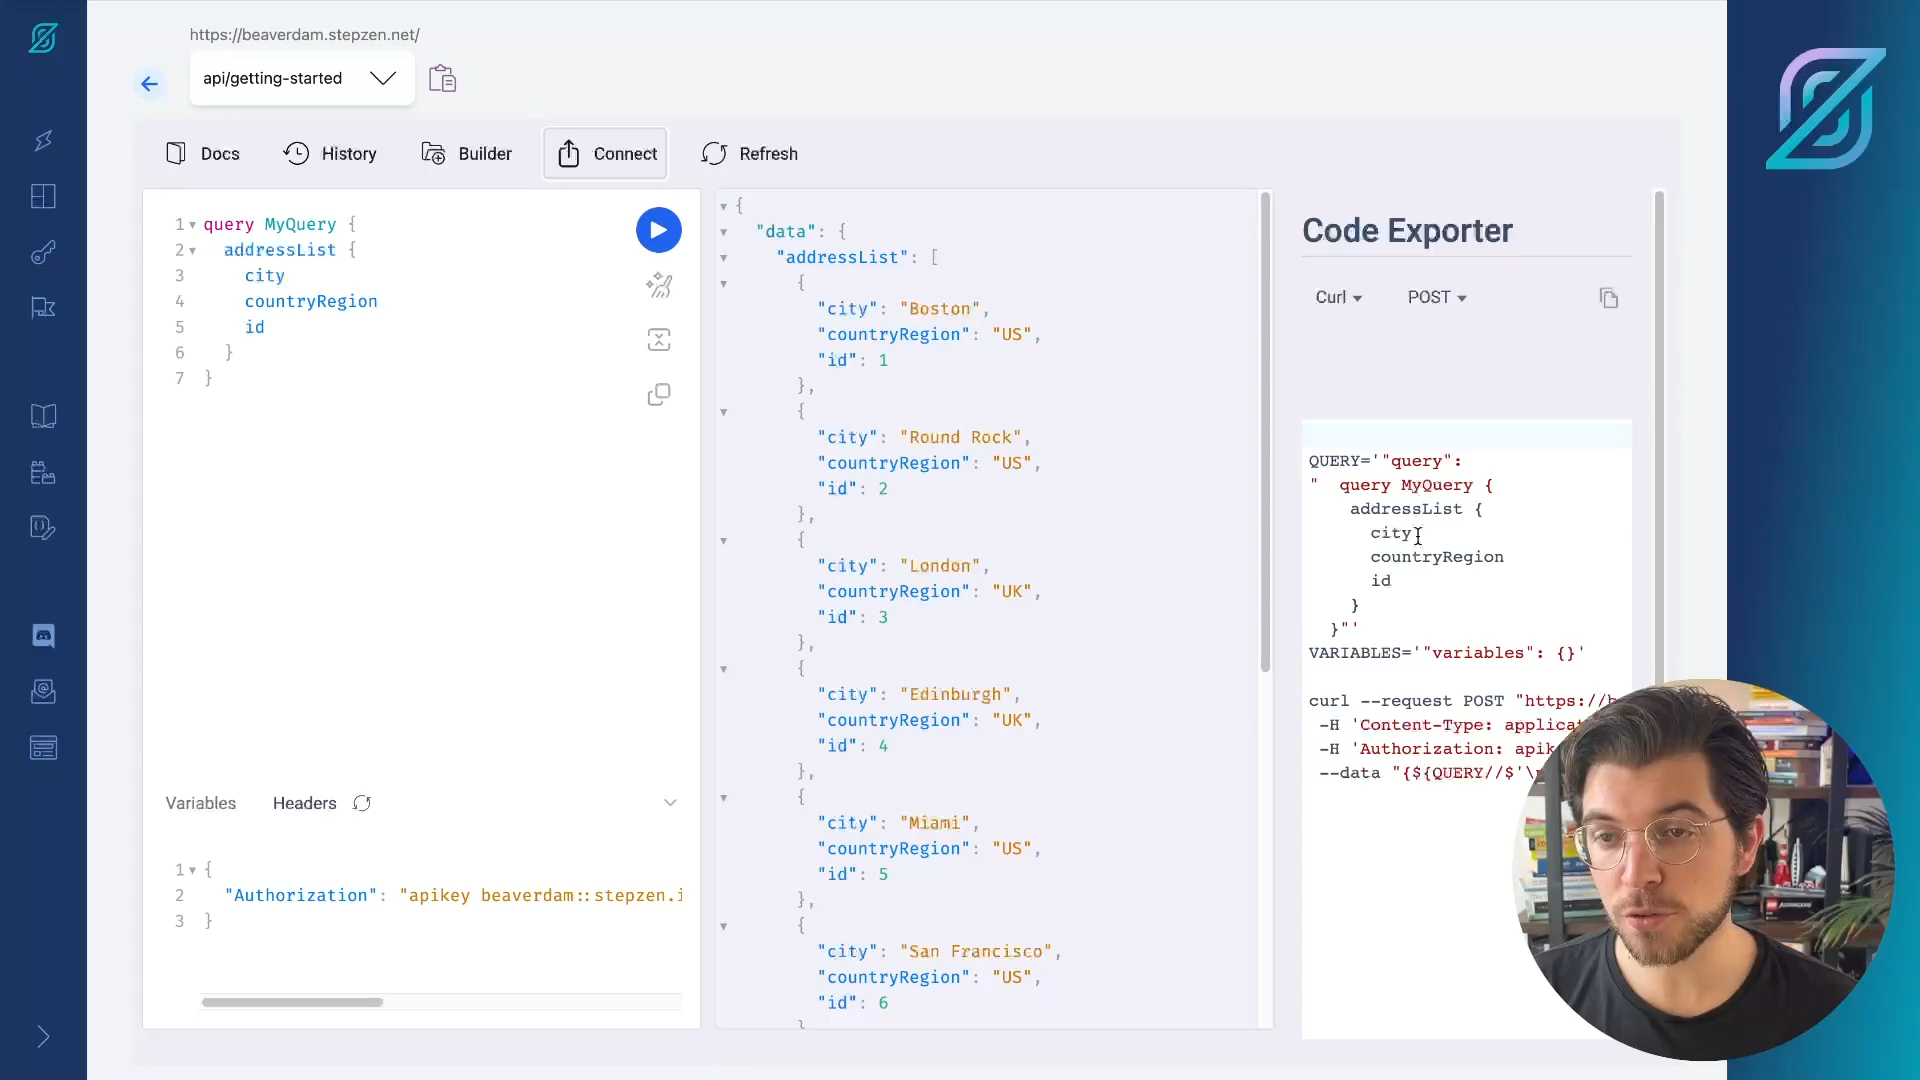 https://beaverdam.stepzen.net/
api/getting-started
Docs
History
Builder
Connect
Refresh
1 query MyQuery {
2 addressList {
3 city
4 countryRegion
5 id
6 }
7 }
Variables
Headers
1 {
2 "Authorization": "apikey beaverdam::stepzen.i
3 }
{
"data": {
"addressList": [
{
"city": "Boston",
"countryRegion": "US",
"id": 1
},
{
"city": "Round Rock",
"countryRegion": "US",
"id": 2
},
{
"city": "London",
"countryRegion": "UK",
"id": 3
},
{
"city": "Edinburgh",
"countryRegion": "UK",
"id": 4
},
{
"city": "Miami",
"countryRegion": "US",
"id": 5
},
{
"city": "San Francisco",
"countryRegion": "US",
"id": 6
}
Code Exporter
Curl
POST
QUERY='"query":
" query MyQuery {
addressList {
city
countryRegion
id
}
}"'
VARIABLES='"variables": {}'
curl --request POST "https://b
-H 'Content-Type: applicat
-H 'Authorization: apik
--data "{${QUERY//$'\